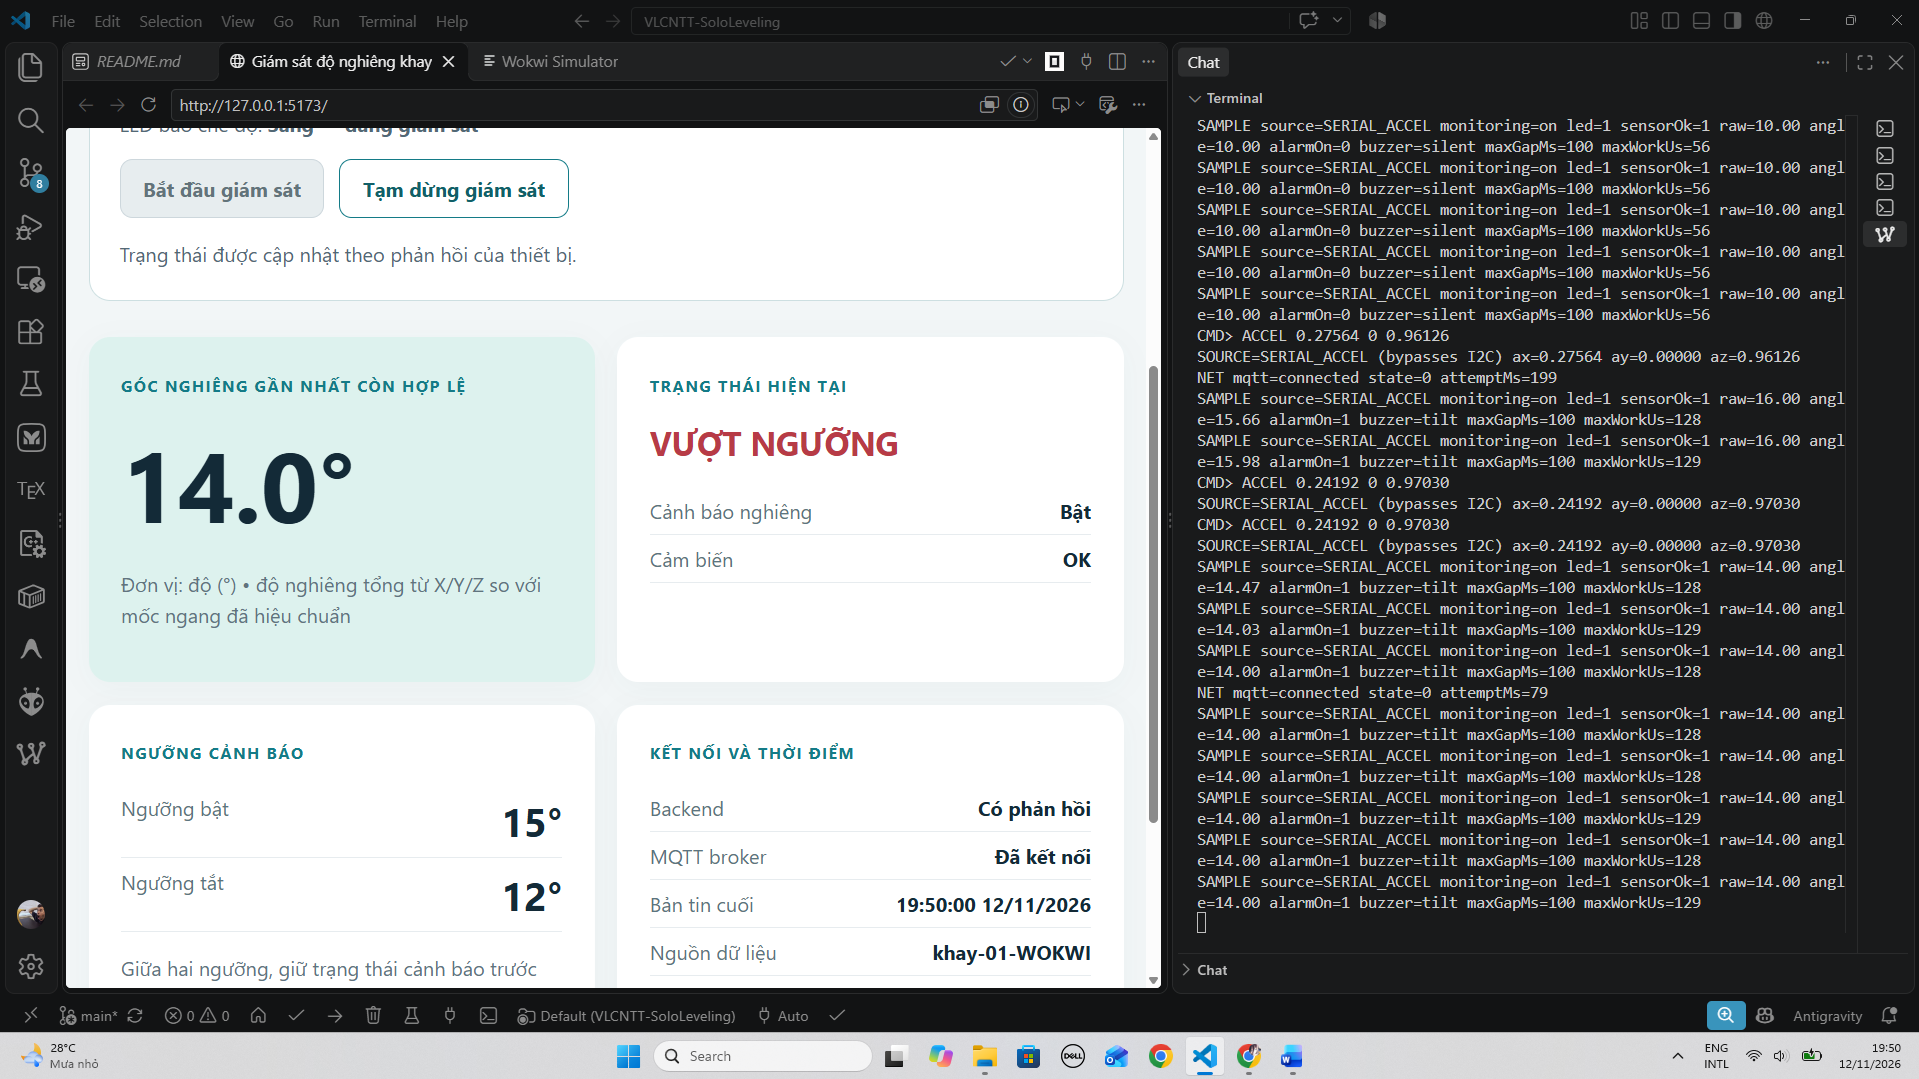 File Edit Selection View Go Run Terminal Help
VLCNTT-SoloLeveling
README.md
Giám sát độ nghiêng khay
Wokwi Simulator
http://127.0.0.1:5173/
LED báo chế độ: Sáng — đang giám sát
Bắt đầu giám sát
Tạm dừng giám sát
Trạng thái được cập nhật theo phản hồi của thiết bị.
GÓC NGHIÊNG GẦN NHẤT CÒN HỢP LỆ
14.0°
Đơn vị: độ (°) • độ nghiêng tổng từ X/Y/Z so với
mốc ngang đã hiệu chuẩn
TRẠNG THÁI HIỆN TẠI
VƯỢT NGƯỠNG
Cảnh báo nghiêng Bật
Cảm biến OK
NGƯỠNG CẢNH BÁO
Ngưỡng bật 15°
Ngưỡng tắt 12°
Giữa hai ngưỡng, giữ trạng thái cảnh báo trước
KẾT NỐI VÀ THỜI ĐIỂM
Backend Có phản hồi
MQTT broker Đã kết nối
Bản tin cuối 19:50:00 12/11/2026
Nguồn dữ liệu khay-01-WOKWI
Chat
Terminal
SAMPLE source=SERIAL_ACCEL monitoring=on led=1 sensorOk=1 raw=10.00 angl
e=10.00 alarmOn=0 buzzer=silent maxGapMs=100 maxWorkUs=56
SAMPLE source=SERIAL_ACCEL monitoring=on led=1 sensorOk=1 raw=10.00 angl
e=10.00 alarmOn=0 buzzer=silent maxGapMs=100 maxWorkUs=56
SAMPLE source=SERIAL_ACCEL monitoring=on led=1 sensorOk=1 raw=10.00 angl
e=10.00 alarmOn=0 buzzer=silent maxGapMs=100 maxWorkUs=56
SAMPLE source=SERIAL_ACCEL monitoring=on led=1 sensorOk=1 raw=10.00 angl
e=10.00 alarmOn=0 buzzer=silent maxGapMs=100 maxWorkUs=56
SAMPLE source=SERIAL_ACCEL monitoring=on led=1 sensorOk=1 raw=10.00 angl
e=10.00 alarmOn=0 buzzer=silent maxGapMs=100 maxWorkUs=56
CMD> ACCEL 0.27564 0 0.96126
SOURCE=SERIAL_ACCEL (bypasses I2C) ax=0.27564 ay=0.00000 az=0.96126
NET mqtt=connected state=0 attemptMs=199
SAMPLE source=SERIAL_ACCEL monitoring=on led=1 sensorOk=1 raw=16.00 angl
e=15.66 alarmOn=1 buzzer=tilt maxGapMs=100 maxWorkUs=128
SAMPLE source=SERIAL_ACCEL monitoring=on led=1 sensorOk=1 raw=16.00 angl
e=15.98 alarmOn=1 buzzer=tilt maxGapMs=100 maxWorkUs=129
CMD> ACCEL 0.24192 0 0.97030
SOURCE=SERIAL_ACCEL (bypasses I2C) ax=0.24192 ay=0.00000 az=0.97030
CMD> ACCEL 0.24192 0 0.97030
SOURCE=SERIAL_ACCEL (bypasses I2C) ax=0.24192 ay=0.00000 az=0.97030
SAMPLE source=SERIAL_ACCEL monitoring=on led=1 sensorOk=1 raw=14.00 angl
e=14.47 alarmOn=1 buzzer=tilt maxGapMs=100 maxWorkUs=128
SAMPLE source=SERIAL_ACCEL monitoring=on led=1 sensorOk=1 raw=14.00 angl
e=14.03 alarmOn=1 buzzer=tilt maxGapMs=100 maxWorkUs=129
SAMPLE source=SERIAL_ACCEL monitoring=on led=1 sensorOk=1 raw=14.00 angl
e=14.00 alarmOn=1 buzzer=tilt maxGapMs=100 maxWorkUs=128
NET mqtt=connected state=0 attemptMs=79
SAMPLE source=SERIAL_ACCEL monitoring=on led=1 sensorOk=1 raw=14.00 angl
e=14.00 alarmOn=1 buzzer=tilt maxGapMs=100 maxWorkUs=128
SAMPLE source=SERIAL_ACCEL monitoring=on led=1 sensorOk=1 raw=14.00 angl
e=14.00 alarmOn=1 buzzer=tilt maxGapMs=100 maxWorkUs=128
SAMPLE source=SERIAL_ACCEL monitoring=on led=1 sensorOk=1 raw=14.00 angl
e=14.00 alarmOn=1 buzzer=tilt maxGapMs=100 maxWorkUs=129
SAMPLE source=SERIAL_ACCEL monitoring=on led=1 sensorOk=1 raw=14.00 angl
e=14.00 alarmOn=1 buzzer=tilt maxGapMs=100 maxWorkUs=128
SAMPLE source=SERIAL_ACCEL monitoring=on led=1 sensorOk=1 raw=14.00 angl
e=14.00 alarmOn=1 buzzer=tilt maxGapMs=100 maxWorkUs=129
Chat
8
TEX
main* 0 0 Default (VLCNTT-SoloLeveling) Auto Antigravity
28°C
Mưa nhỏ
Search
DELL
ENG
INTL
19:50
12/11/2026